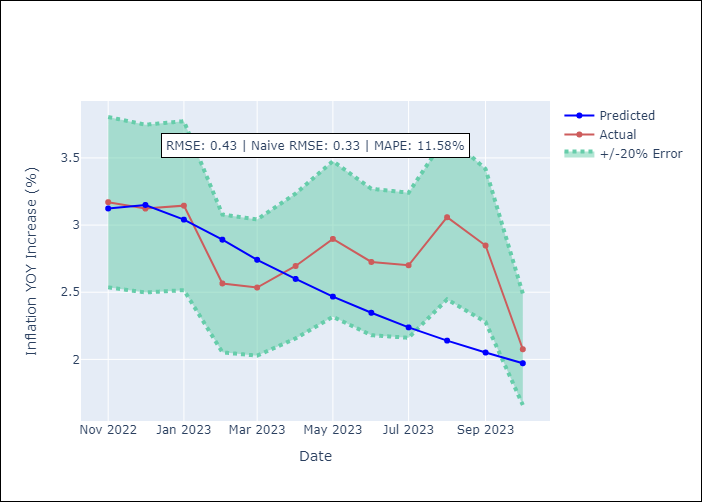 RMSE: 0.43 | Naive RMSE: 0.33 | MAPE: 11.58%
Predicted
Actual
+/-20% Error
Inflation YOY Increase (%)
3.5
3
2.5
2
Nov 2022
Jan 2023
Mar 2023
May 2023
Jul 2023
Sep 2023
Date